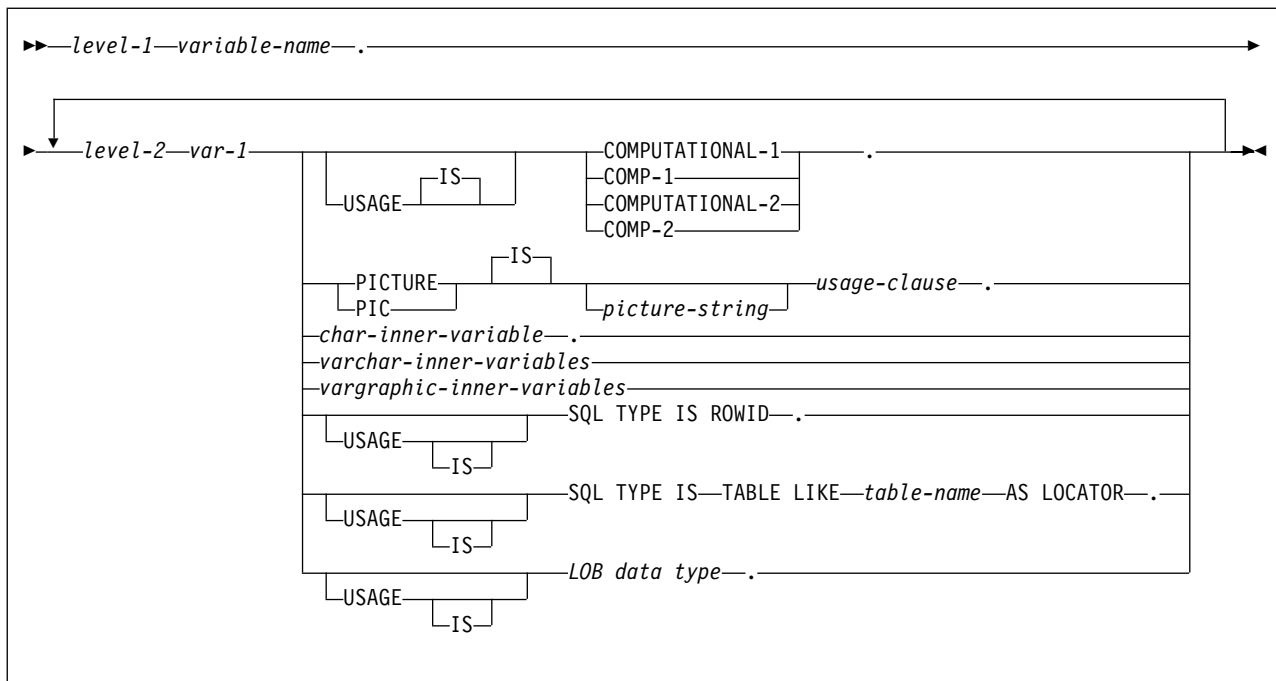 level-1 variable-name .
level-2 var-1 COMPUTATIONAL-1 .
IS COMP-1
USAGE COMPUTATIONAL-2
COMP-2
IS
PICTURE usage-clause .
PIC picture-string
char-inner-variable .
varchar-inner-variables
vargraphic-inner-variables
SQL TYPE IS ROWID .
USAGE
IS
SQL TYPE IS TABLE LIKE table-name AS LOCATOR .
USAGE
IS
LOB data type .
USAGE
IS